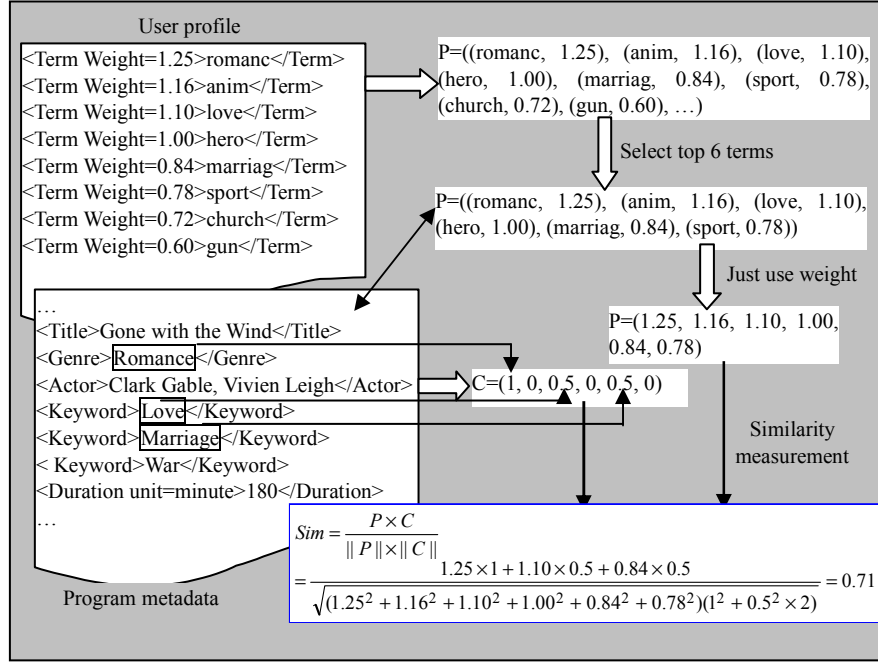 User profile
<Term Weight=1.25>romanc</Term>
<Term Weight=1.16>anim</Term>
<Term Weight=1.10>love</Term>
<Term Weight=1.00>hero</Term>
<Term Weight=0.84>marriag</Term>
<Term Weight=0.78>sport</Term>
<Term Weight=0.72>church</Term>
<Term Weight=0.60>gun</Term>
P=((romanc, 1.25), (anim, 1.16), (love, 1.10),
(hero, 1.00), (marriag, 0.84), (sport, 0.78),
(church, 0.72), (gun, 0.60), …)
Select top 6 terms
P=((romanc, 1.25), (anim, 1.16), (love, 1.10),
(hero, 1.00), (marriag, 0.84), (sport, 0.78))
Just use weight
P=(1.25, 1.16, 1.10, 1.00,
0.84, 0.78)
…
<Title>Gone with the Wind</Title>
<Genre>Romance</Genre>
<Actor>Clark Gable, Vivien Leigh</Actor>
<Keyword>Love</Keyword>
<Keyword>Marriage</Keyword>
< Keyword>War</Keyword>
<Duration unit=minute>180</Duration>
…
Program metadata
C=(1, 0, 0.5, 0, 0.5, 0)
Similarity
measurement
Sim = P × C / || P || × || C ||
= 1.25 ×1 + 1.10 × 0.5 + 0.84 × 0.5 / √(1.25² + 1.16² + 1.10² + 1.00² + 0.84² + 0.78²)(1² + 0.5² × 2) = 0.71